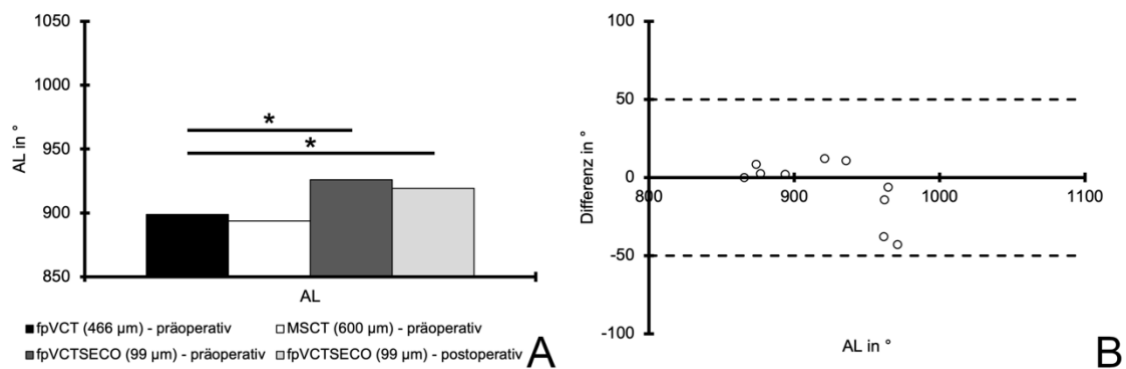 1050
1000
950
900
850
AL in °
*
*
AL
fpVCT (466 µm) - präoperativ
MSCT (600 µm) - präoperativ
fpVCTSECO (99 µm) - präoperativ
fpVCTSECO (99 µm) - postoperativ
A
100
50
0
-50
-100
Differenz in °
800
900
1000
1100
AL in °
B